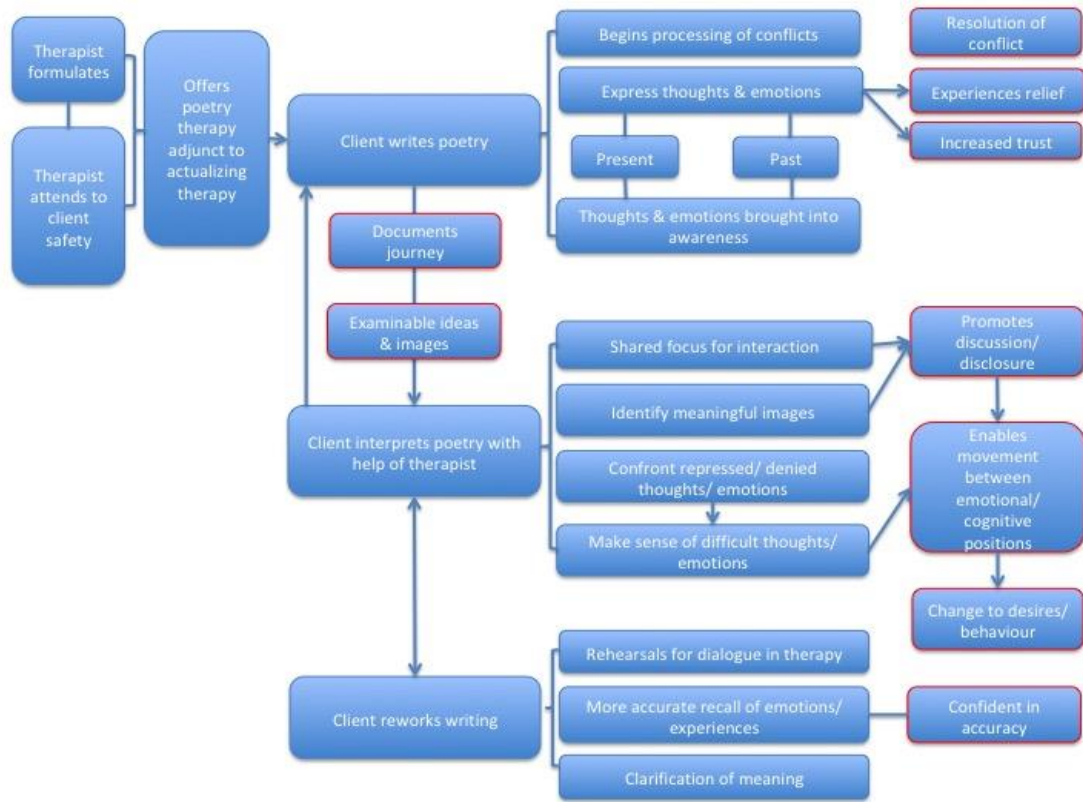 Therapist
formulates
Therapist
attends to
client
safety
Offers
poetry
therapy
adjunct to
actualizing
therapy
Client writes poetry
Begins processing of conflicts
Express thoughts & emotions
Present
Past
Thoughts & emotions brought into
awareness
Resolution of
conflict
Experiences relief
Increased trust
Documents
journey
Examinable ideas
& images
Client interprets poetry with
help of therapist
Shared focus for interaction
Identify meaningful images
Confront repressed/ denied
thoughts/ emotions
Make sense of difficult thoughts/
emotions
Promotes
discussion/
disclosure
Enables
movement
between
emotional/
cognitive
positions
Change to desires/
behaviour
Client reworks writing
Rehearsals for dialogue in therapy
More accurate recall of emotions/
experiences
Clarification of meaning
Confident in
accuracy